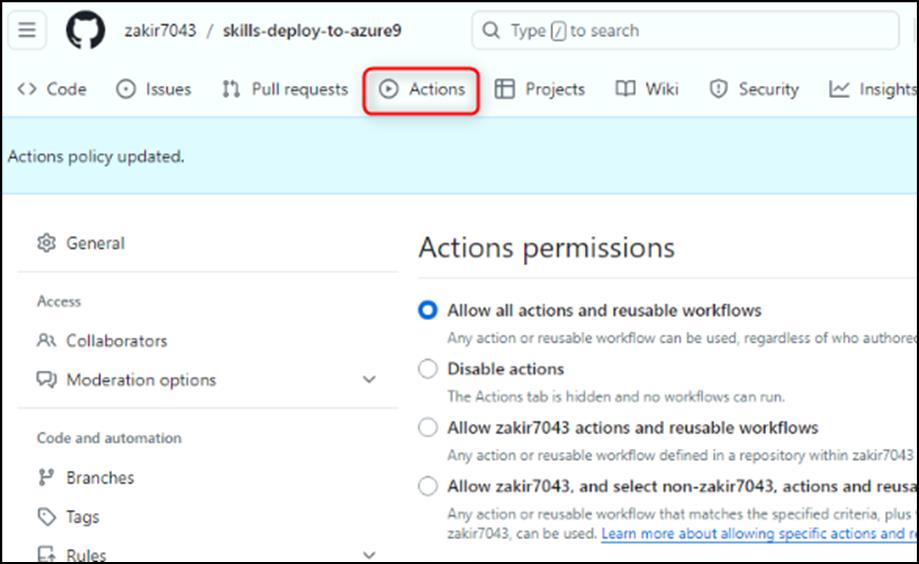 zakir7043 / skills-deploy-to-azure9
Type / to search
Code Issues Pull requests Actions Projects Wiki Security Insights
Actions policy updated.
General
Access
Collaborators
Moderation options
Code and automation
Branches
Tags
Rules
Actions permissions
Allow all actions and reusable workflows
Any action or reusable workflow can be used, regardless of who authored
Disable actions
The Actions tab is hidden and no workflows can run.
Allow zakir7043 actions and reusable workflows
Any action or reusable workflow defined in a repository within zakir7043
Allow zakir7043, and select non-zakir7043, actions and reusa
Any action or reusable workflow that matches the specified criteria, plus
zakir7043, can be used. Learn more about allowing specific actions and